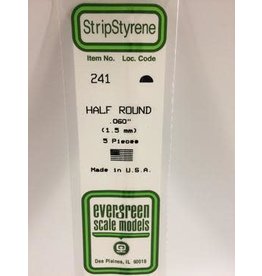 StripStyrene
Item No. Loc. Code
241
HALF ROUND
.060"
(1.5 mm)
5 Pieces
Made in U.S.A.
evergreen
scale models
Des Plaines, IL 60018